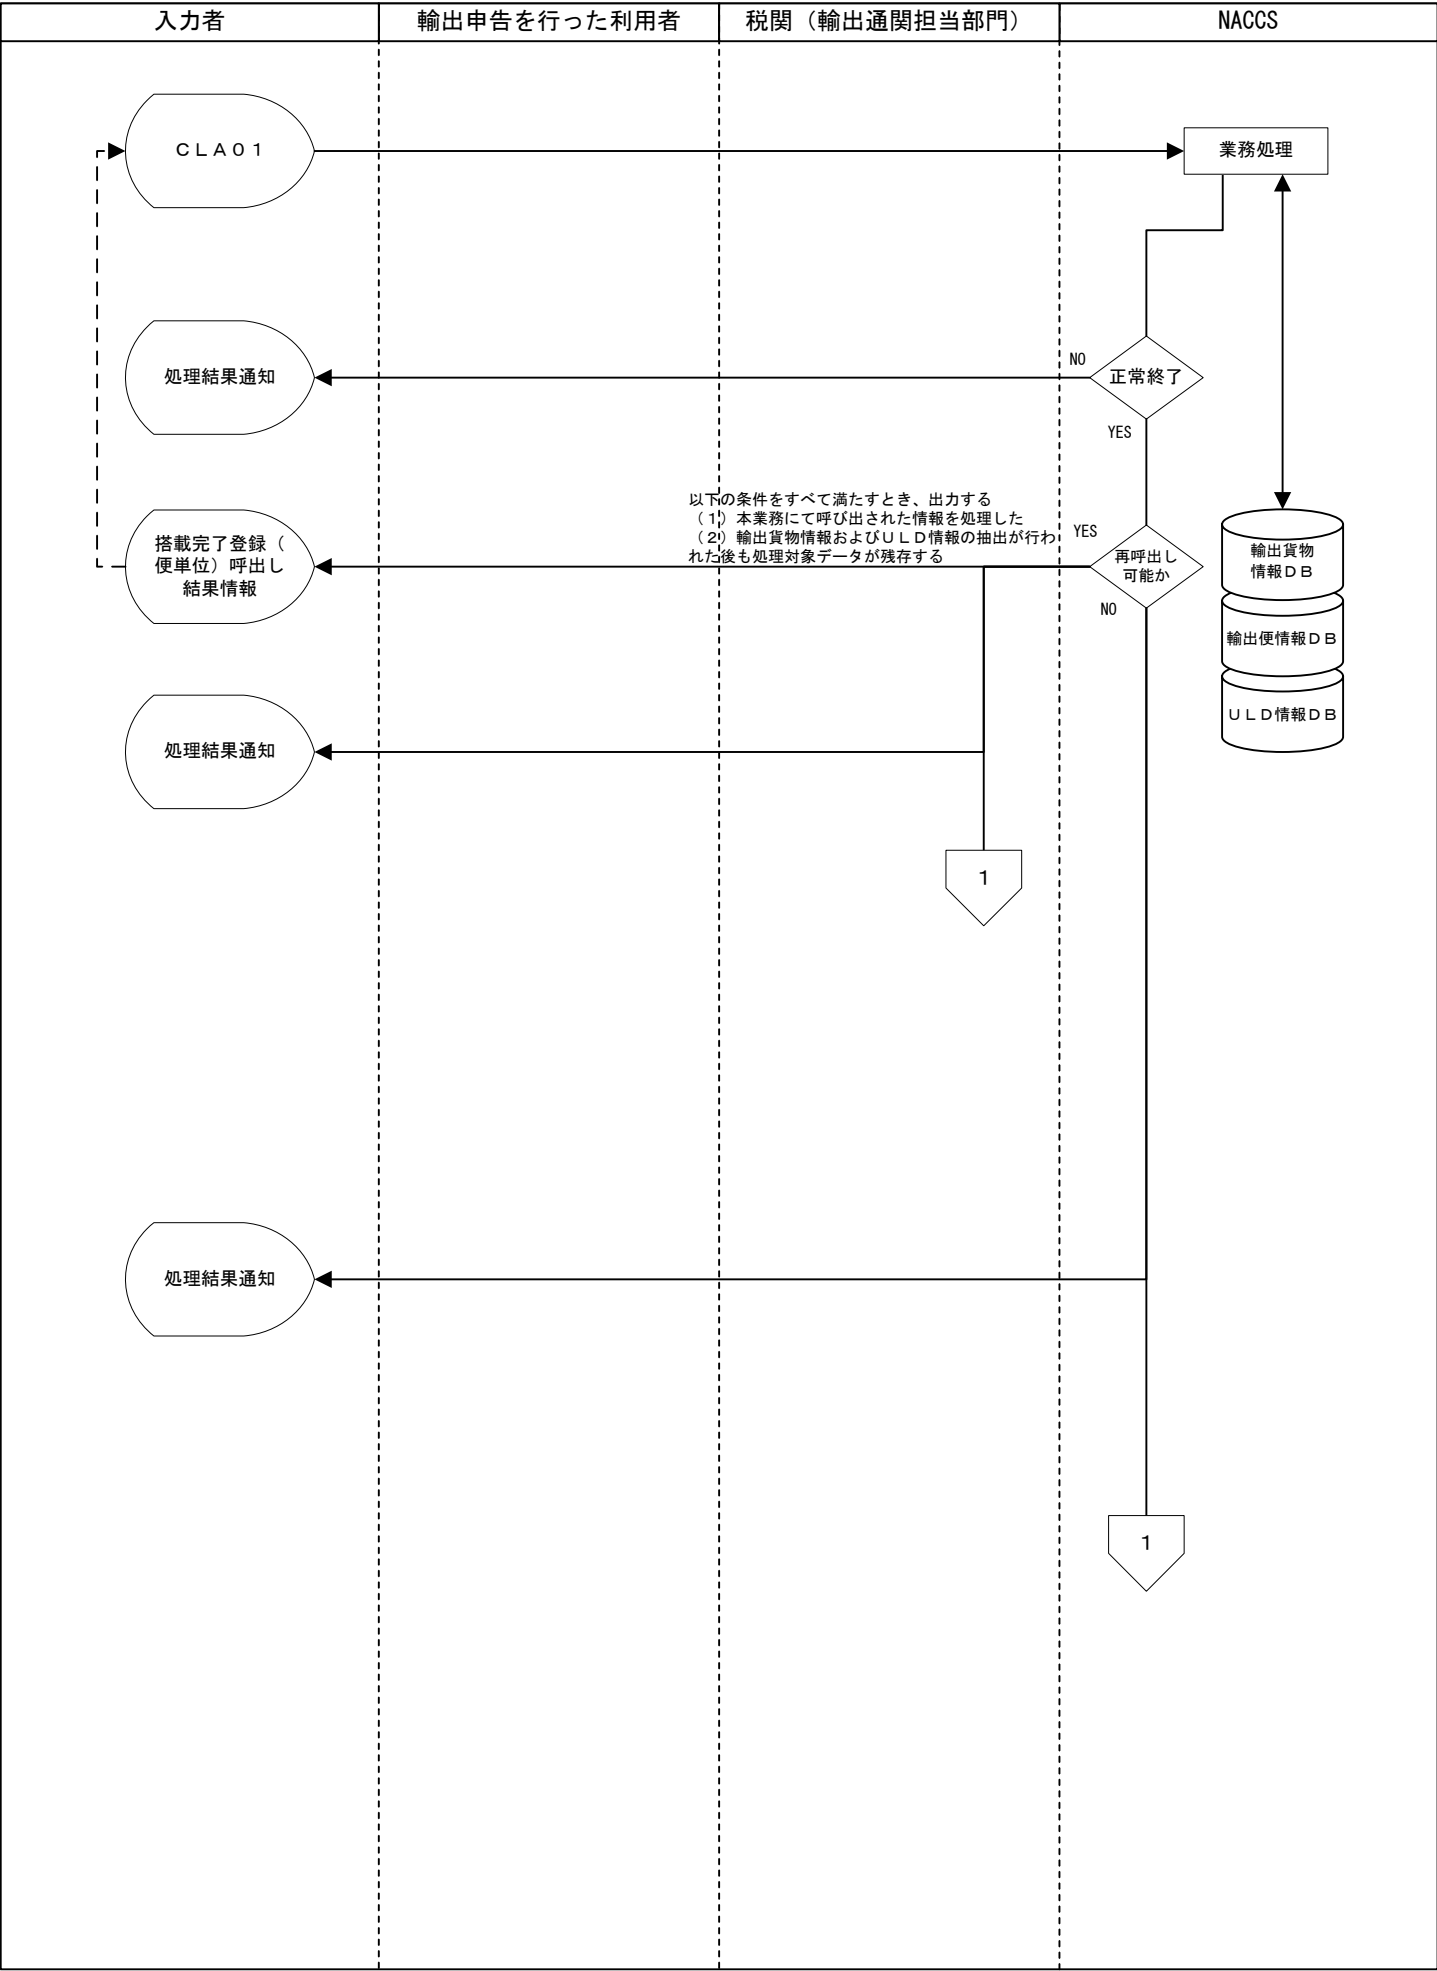 入力者
輸出申告を行った利用者
税関（輸出通関担当部門）
NACCS
ＣＬＡ０１
業務処理
処理結果通知
NO
正常終了
YES
以下の条件をすべて満たすとき、出力する
（１）本業務にて呼び出された情報を処理した
（２）輸出貨物情報およびＵＬＤ情報の抽出が行わ
れた後も処理対象データが残存する
YES
搭載完了登録（
便単位）呼出し
結果情報
再呼出し
可能か
NO
輸出貨物
情報ＤＢ
輸出便情報ＤＢ
ＵＬＤ情報ＤＢ
処理結果通知
1
処理結果通知
1